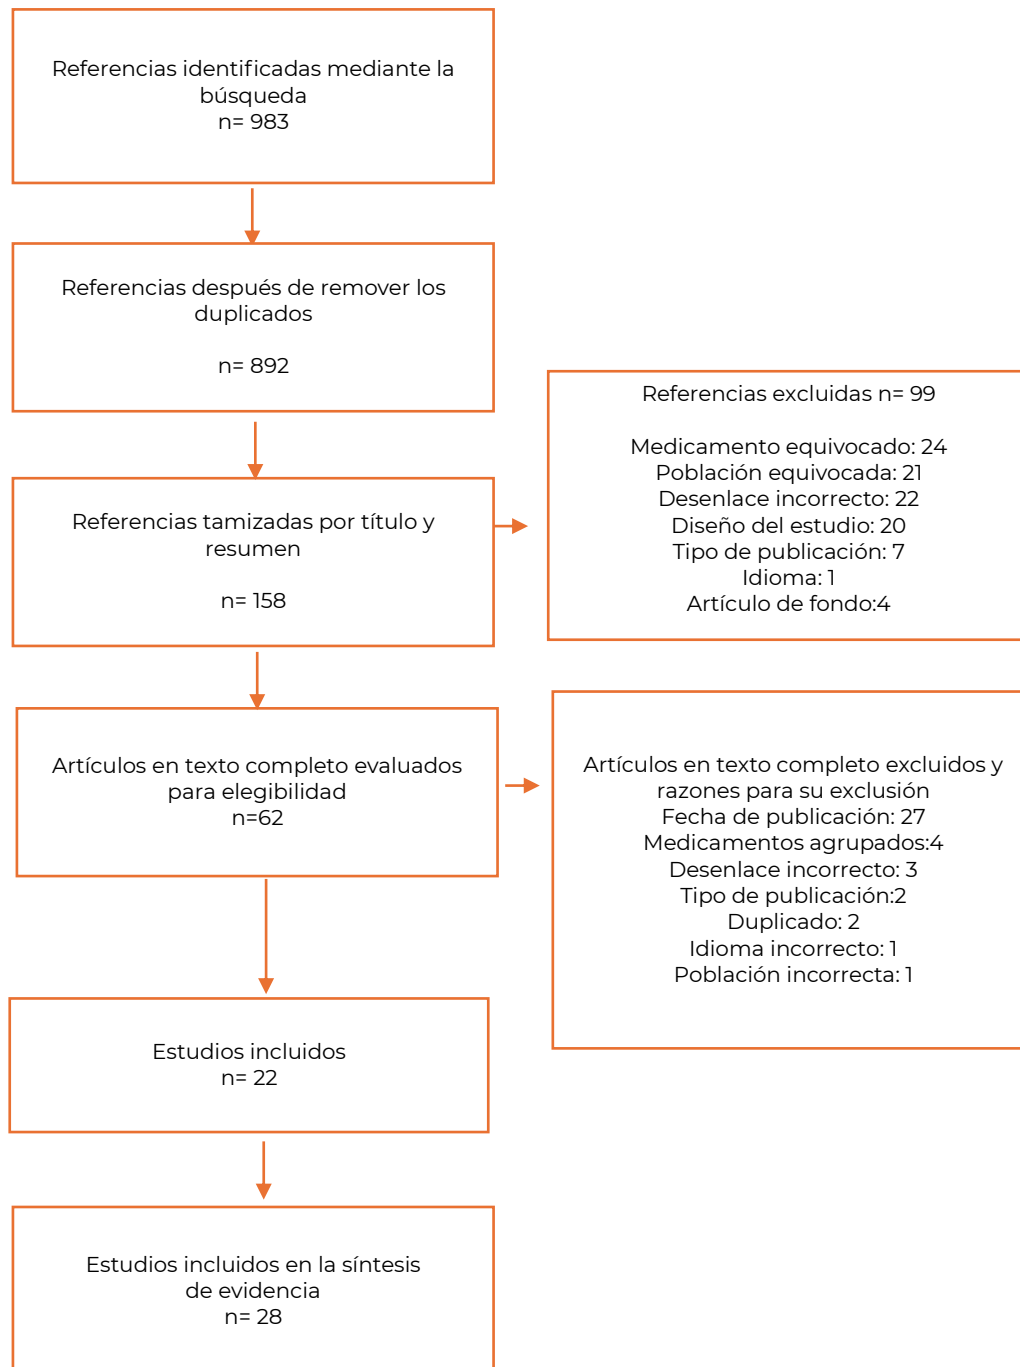 Referencias identificadas mediante la
búsqueda
n= 983
Referencias después de remover los
duplicados
n= 892
Referencias excluidas n= 99
Medicamento equivocado: 24
Población equivocada: 21
Desenlace incorrecto: 22
Diseño del estudio: 20
Tipo de publicación: 7
Idioma: 1
Artículo de fondo:4
Referencias tamizadas por título y
resumen
n= 158
Artículos en texto completo evaluados
para elegibilidad
n=62
Artículos en texto completo excluidos y
razones para su exclusión
Fecha de publicación: 27
Medicamentos agrupados:4
Desenlace incorrecto: 3
Tipo de publicación:2
Duplicado: 2
Idioma incorrecto: 1
Población incorrecta: 1
Estudios incluidos
n= 22
Estudios incluidos en la síntesis
de evidencia
n= 28